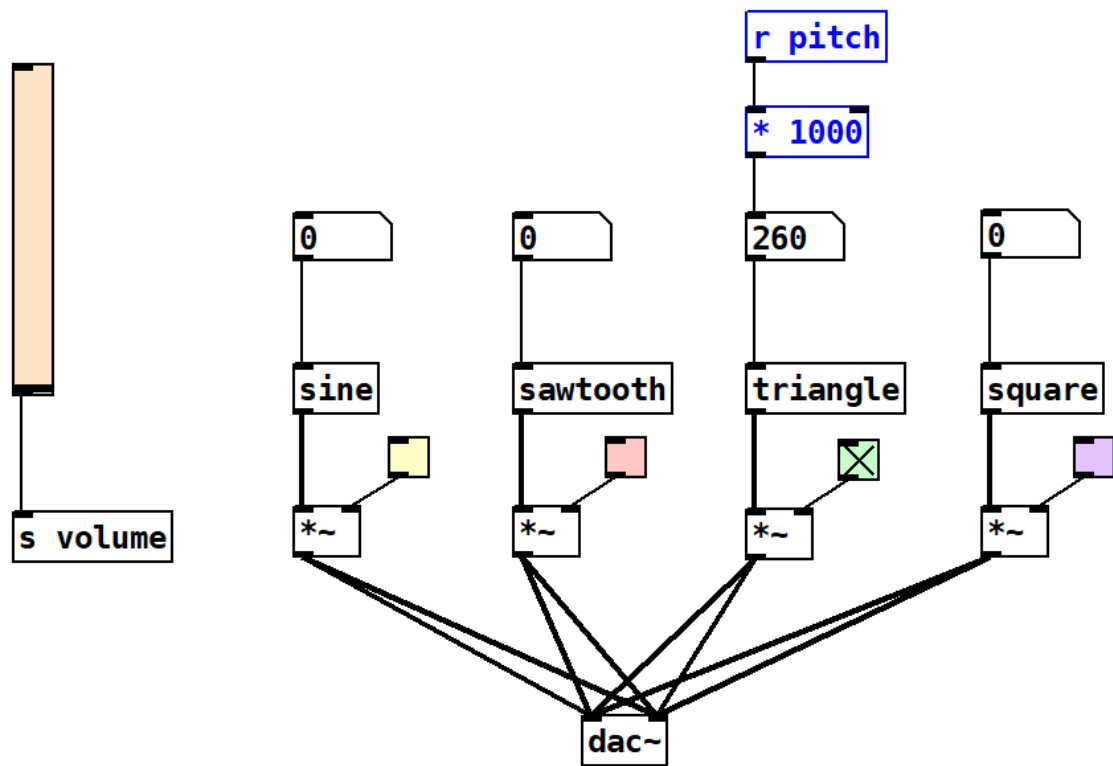 r pitch
* 1000
0
0
260
0
sine
sawtooth
triangle
square
*~
*~
*~
*~
s volume
dac~